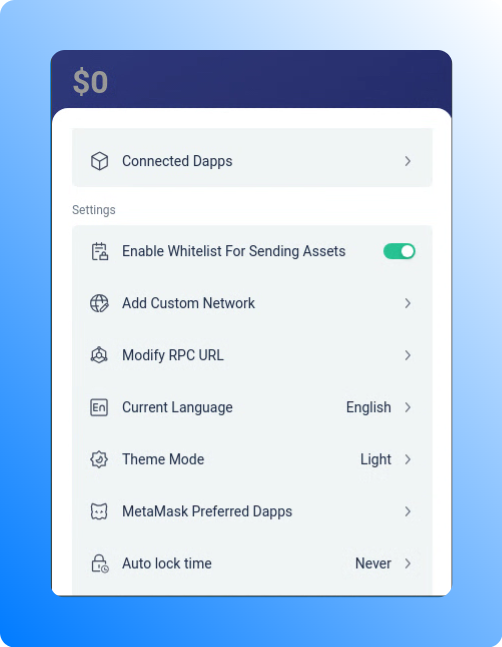 $0
Connected Dapps
Settings
Enable Whitelist For Sending Assets
Add Custom Network
Modify RPC URL
En Current Language English
Theme Mode Light
MetaMask Preferred Dapps
Auto lock time Never